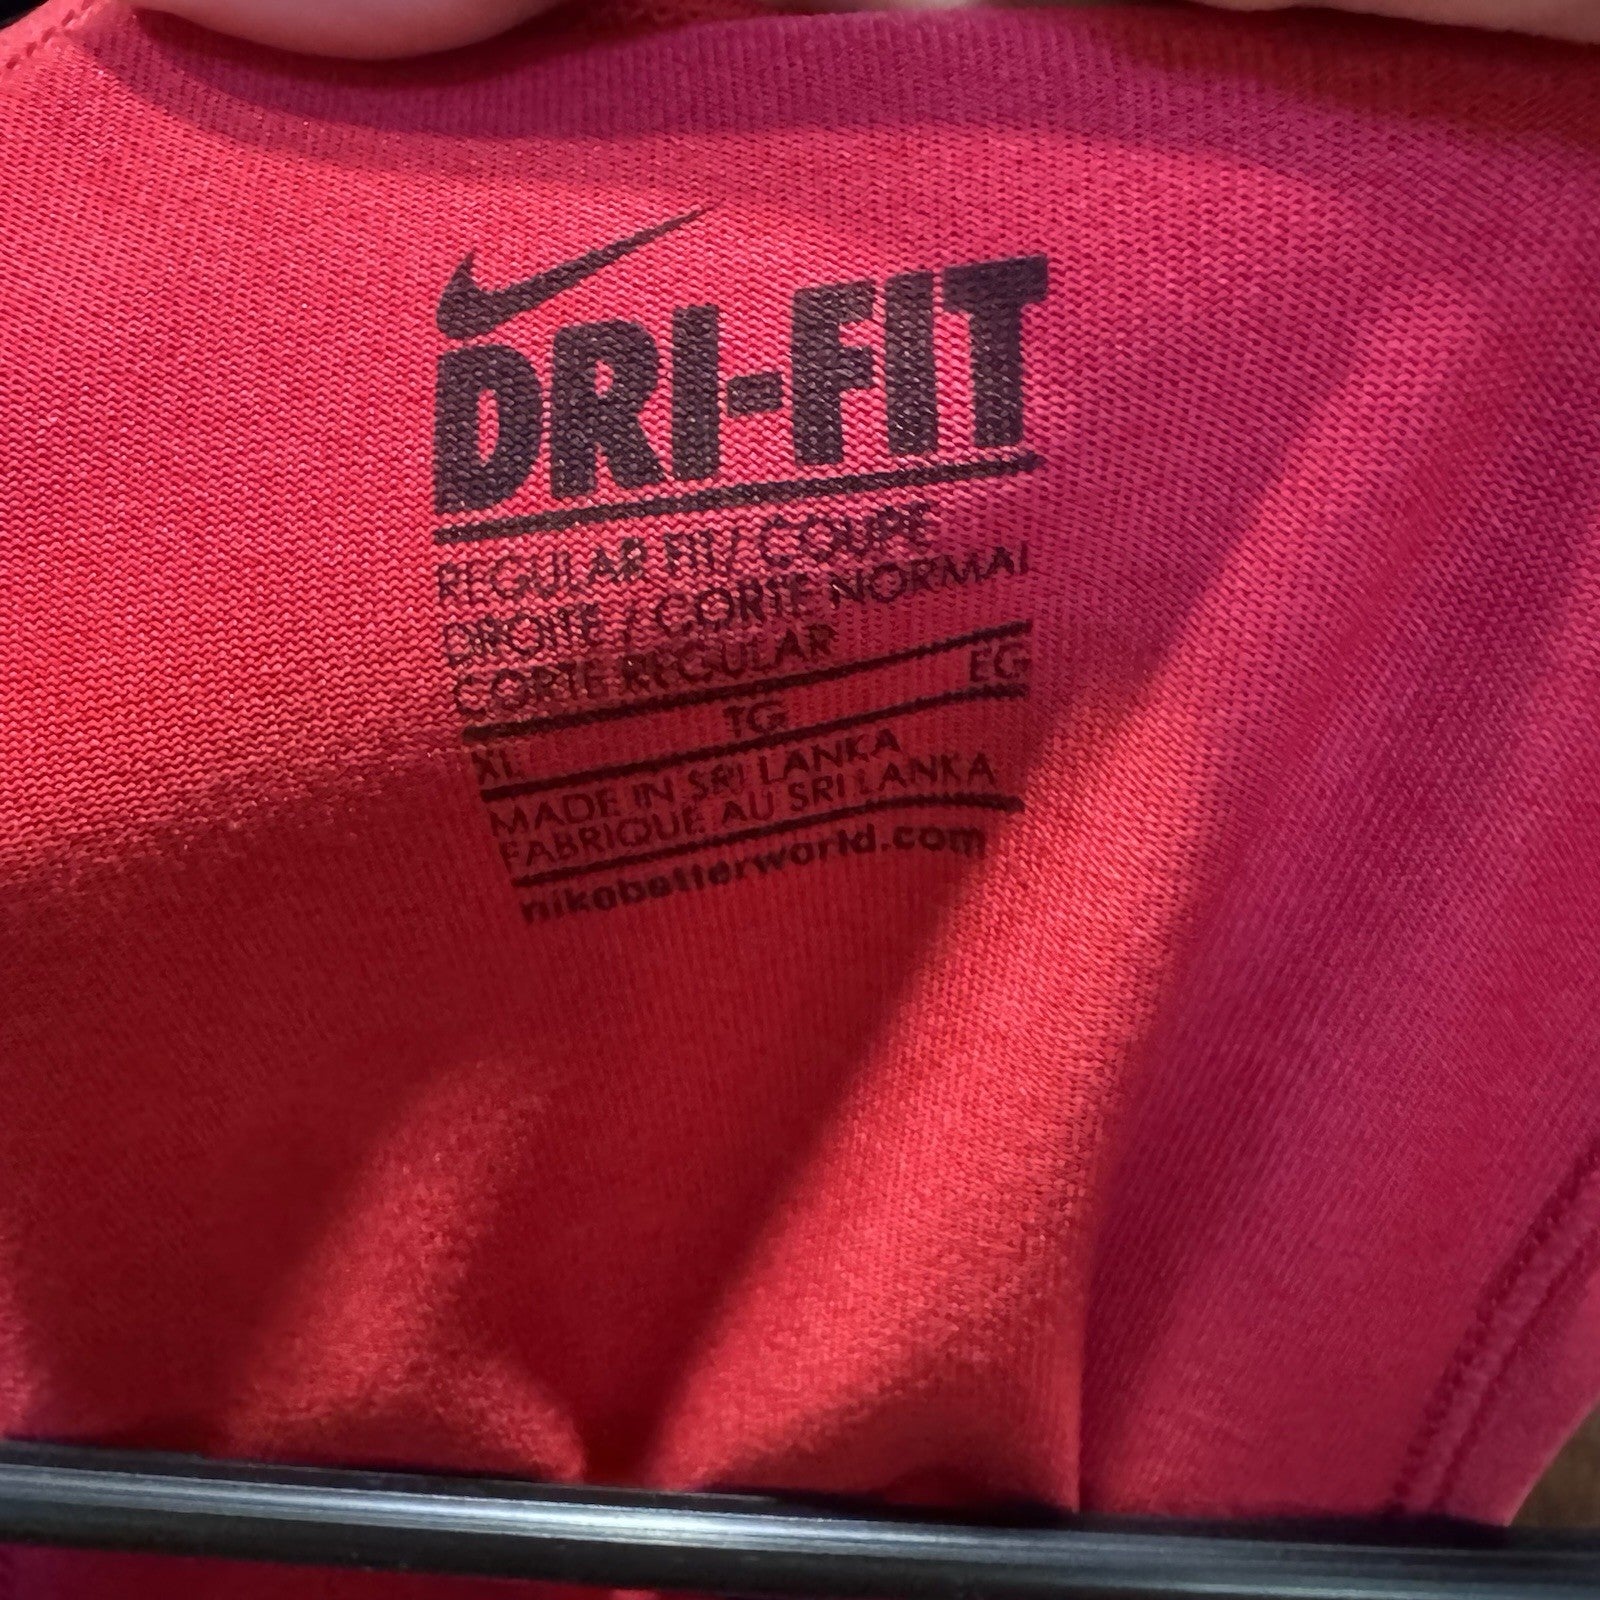 DRI-FIT
REGULAR FIT / COUPE
DROITE / CORTE NORMAL
CORTE REGULAR
XL TG EG
MADE IN SRI LANKA
FABRIQUÉ AU SRI LANKA
nikebetterworld.com